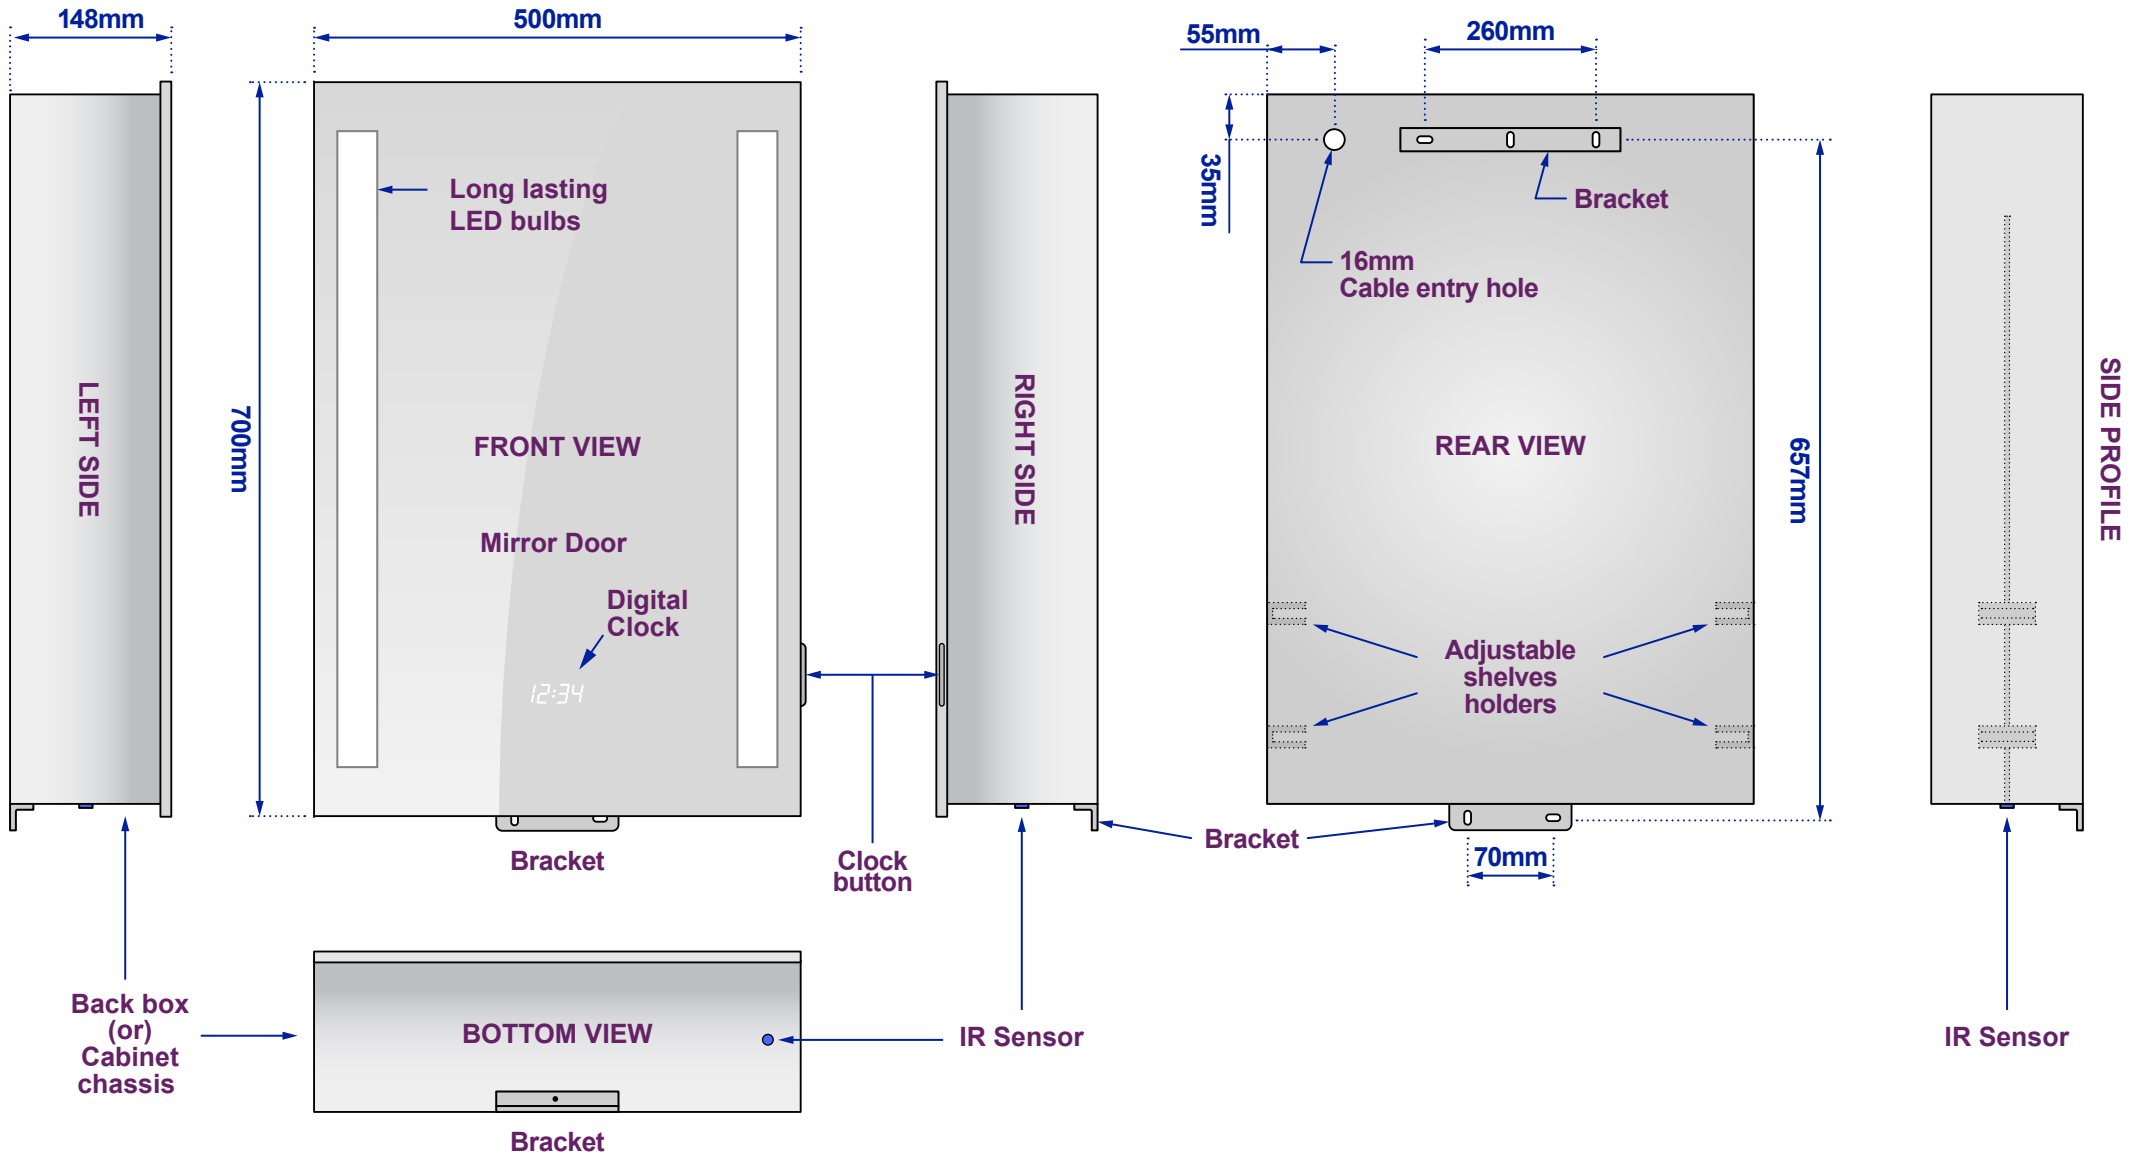 148mm
500mm
55mm
260mm
35mm
Long lasting
LED bulbs
Bracket
16mm
Cable entry hole
LEFT SIDE
700mm
FRONT VIEW
RIGHT SIDE
REAR VIEW
657mm
SIDE PROFILE
Mirror Door
Digital
Clock
12:34
Adjustable
shelves
holders
Bracket
Clock
button
Bracket
70mm
Back box
(or)
Cabinet
chassis
BOTTOM VIEW
IR Sensor
IR Sensor
Bracket